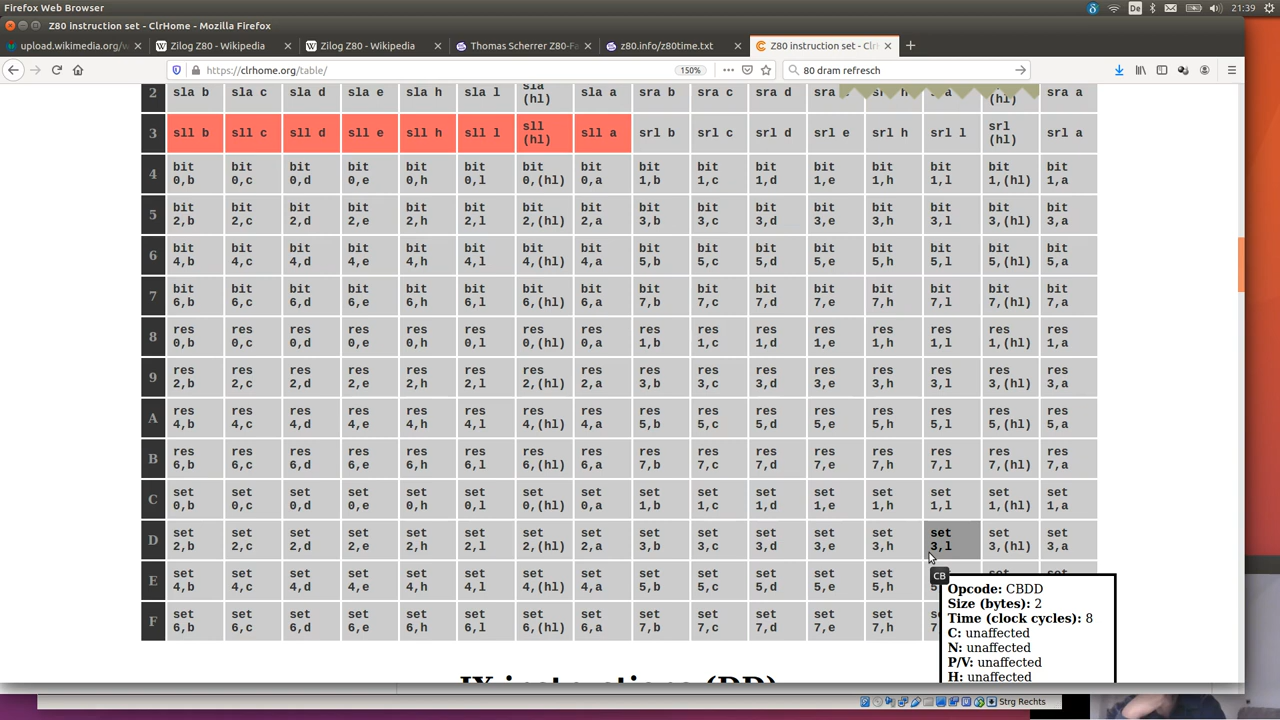 Firefox Web Browser
De
21:39
Z80 instruction set - ClrHome - Mozilla Firefox
upload.wikimedia.org/w
Zilog Z80 - Wikipedia
Zilog Z80 - Wikipedia
Thomas Scherrer Z80-Fa
z80.info/z80time.txt
Z80 instruction set - ClrH
https://clrhome.org/table/
150%
80 dram refresch
2 sla b sla c sla d sla e sla h sla l sla (hl) sla a sra b sra c sra d sra e sra h sra l (hl) sra a
3 sll b sll c sll d sll e sll h sll l sll (hl) sll a srl b srl c srl d srl e srl h srl l srl (hl) srl a
4 bit 0,b bit 0,c bit 0,d bit 0,e bit 0,h bit 0,l bit 0,(hl) bit 0,a bit 1,b bit 1,c bit 1,d bit 1,e bit 1,h bit 1,l bit 1,(hl) bit 1,a
5 bit 2,b bit 2,c bit 2,d bit 2,e bit 2,h bit 2,l bit 2,(hl) bit 2,a bit 3,b bit 3,c bit 3,d bit 3,e bit 3,h bit 3,l bit 3,(hl) bit 3,a
6 bit 4,b bit 4,c bit 4,d bit 4,e bit 4,h bit 4,l bit 4,(hl) bit 4,a bit 5,b bit 5,c bit 5,d bit 5,e bit 5,h bit 5,l bit 5,(hl) bit 5,a
7 bit 6,b bit 6,c bit 6,d bit 6,e bit 6,h bit 6,l bit 6,(hl) bit 6,a bit 7,b bit 7,c bit 7,d bit 7,e bit 7,h bit 7,l bit 7,(hl) bit 7,a
8 res 0,b res 0,c res 0,d res 0,e res 0,h res 0,l res 0,(hl) res 0,a res 1,b res 1,c res 1,d res 1,e res 1,h res 1,l res 1,(hl) res 1,a
9 res 2,b res 2,c res 2,d res 2,e res 2,h res 2,l res 2,(hl) res 2,a res 3,b res 3,c res 3,d res 3,e res 3,h res 3,l res 3,(hl) res 3,a
A res 4,b res 4,c res 4,d res 4,e res 4,h res 4,l res 4,(hl) res 4,a res 5,b res 5,c res 5,d res 5,e res 5,h res 5,l res 5,(hl) res 5,a
B res 6,b res 6,c res 6,d res 6,e res 6,h res 6,l res 6,(hl) res 6,a res 7,b res 7,c res 7,d res 7,e res 7,h res 7,l res 7,(hl) res 7,a
C set 0,b set 0,c set 0,d set 0,e set 0,h set 0,l set 0,(hl) set 0,a set 1,b set 1,c set 1,d set 1,e set 1,h set 1,l set 1,(hl) set 1,a
D set 2,b set 2,c set 2,d set 2,e set 2,h set 2,l set 2,(hl) set 2,a set 3,b set 3,c set 3,d set 3,e set 3,h set 3,l set 3,(hl) set 3,a
E set 4,b set 4,c set 4,d set 4,e set 4,h set 4,l set 4,(hl) set 4,a set 5,b set 5,c set 5,d set 5,e set 5,h
F set 6,b set 6,c set 6,d set 6,e set 6,h set 6,l set 6,(hl) set 6,a set 7,b set 7,c set 7,d set 7,e set 7,h
CB
Opcode: CBDD
Size (bytes): 2
Time (clock cycles): 8
C: unaffected
N: unaffected
P/V: unaffected
H: unaffected
IX instructions (DD)
Strg Rechts